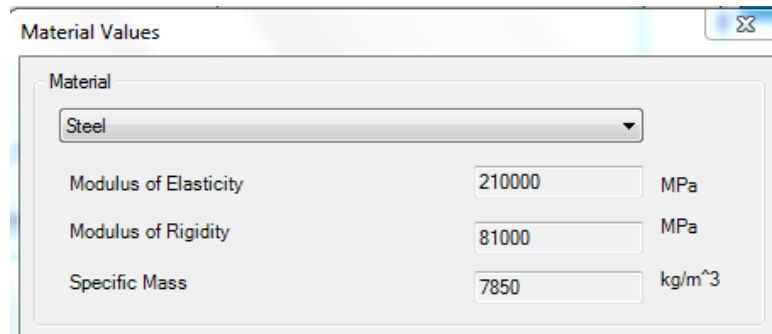 Material Values
Material
Steel
Modulus of Elasticity 210000 MPa
Modulus of Rigidity 81000 MPa
Specific Mass 7850 kg/m^3